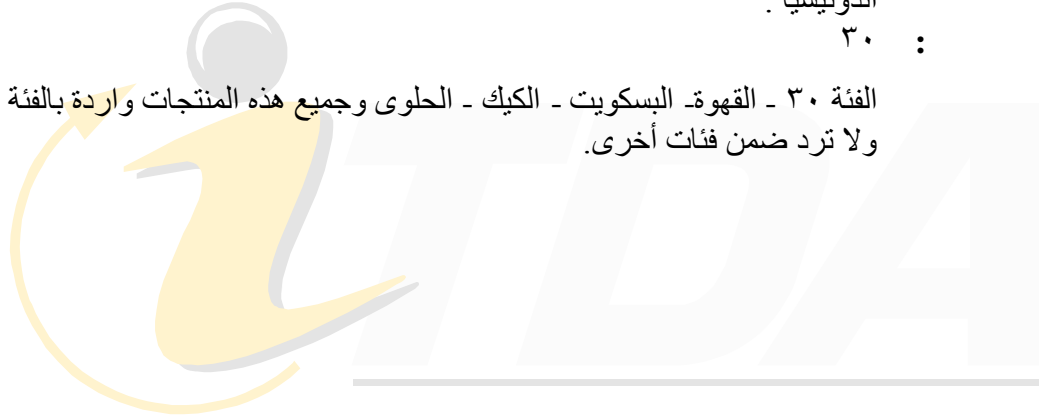 : ٣٠
الفئة ٣٠ - القهوة- البسكويت - الكيك - الحلوى وجميع هذه المنتجات واردة بالفئة
ولا ترد ضمن فئات أخرى.
iTDA